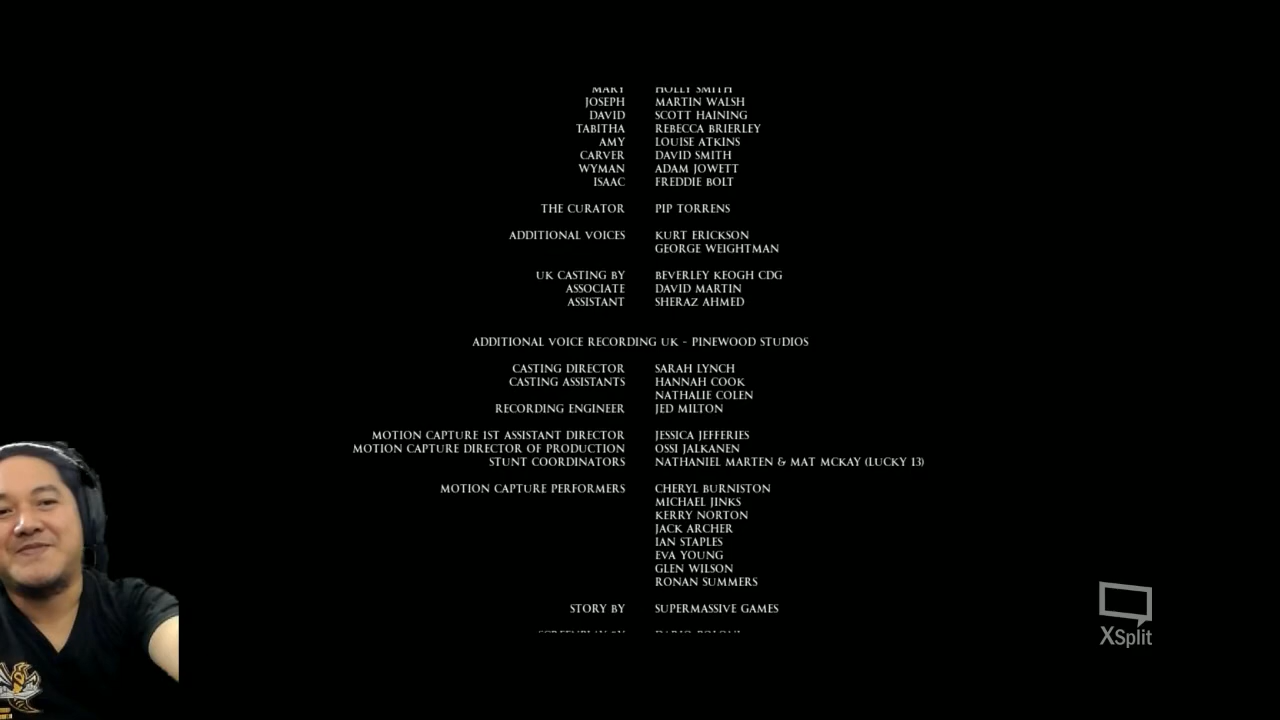 MARY HOLLY SMITH
JOSEPH MARTIN WALSH
DAVID SCOTT HAINING
TABITHA REBECCA BRIERLEY
AMY LOUISE ATKINS
CARVER DAVID SMITH
WYMAN ADAM JOWETT
ISAAC FREDDIE BOLT
THE CURATOR PIP TORRENS
ADDITIONAL VOICES KURT ERICKSON
GEORGE WEIGHTMAN
UK CASTING BY BEVERLEY KEOGH CDG
ASSOCIATE DAVID MARTIN
ASSISTANT SHERAZ AHMED
ADDITIONAL VOICE RECORDING UK - PINEWOOD STUDIOS
CASTING DIRECTOR SARAH LYNCH
CASTING ASSISTANTS HANNAH COOK
NATHALIE COLEN
RECORDING ENGINEER JED MILTON
MOTION CAPTURE 1ST ASSISTANT DIRECTOR JESSICA JEFFERIES
MOTION CAPTURE DIRECTOR OF PRODUCTION OSSI JALKANEN
STUNT COORDINATORS NATHANIEL MARTEN & MAT MCKAY (LUCKY 13)
MOTION CAPTURE PERFORMERS CHERYL BURNISTON
MICHAEL JINKS
KERRY NORTON
JACK ARCHER
IAN STAPLES
EVA YOUNG
GLEN WILSON
RONAN SUMMERS
STORY BY SUPERMASSIVE GAMES
XSplit